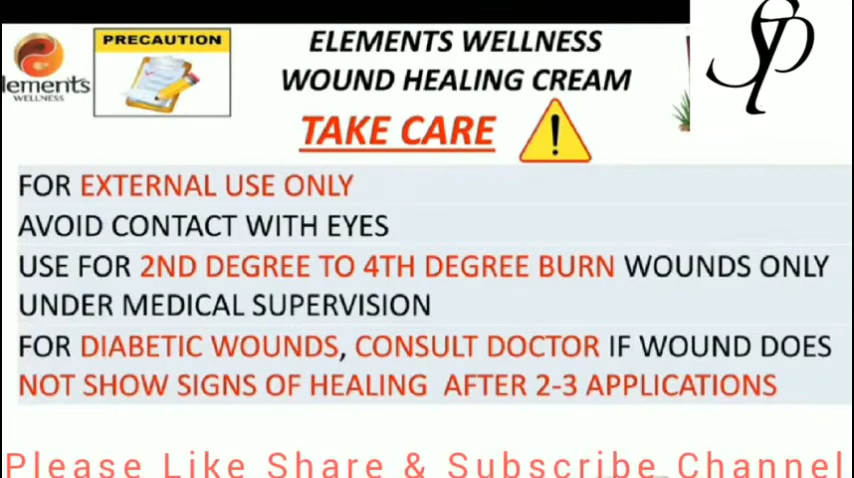 PRECAUTION
ELEMENTS WELLNESS
WOUND HEALING CREAM
lements
WELLNESS
TAKE CARE
FOR EXTERNAL USE ONLY
AVOID CONTACT WITH EYES
USE FOR 2ND DEGREE TO 4TH DEGREE BURN WOUNDS ONLY
UNDER MEDICAL SUPERVISION
FOR DIABETIC WOUNDS, CONSULT DOCTOR IF WOUND DOES
NOT SHOW SIGNS OF HEALING AFTER 2-3 APPLICATIONS
Please Like Share & Subscribe Channel